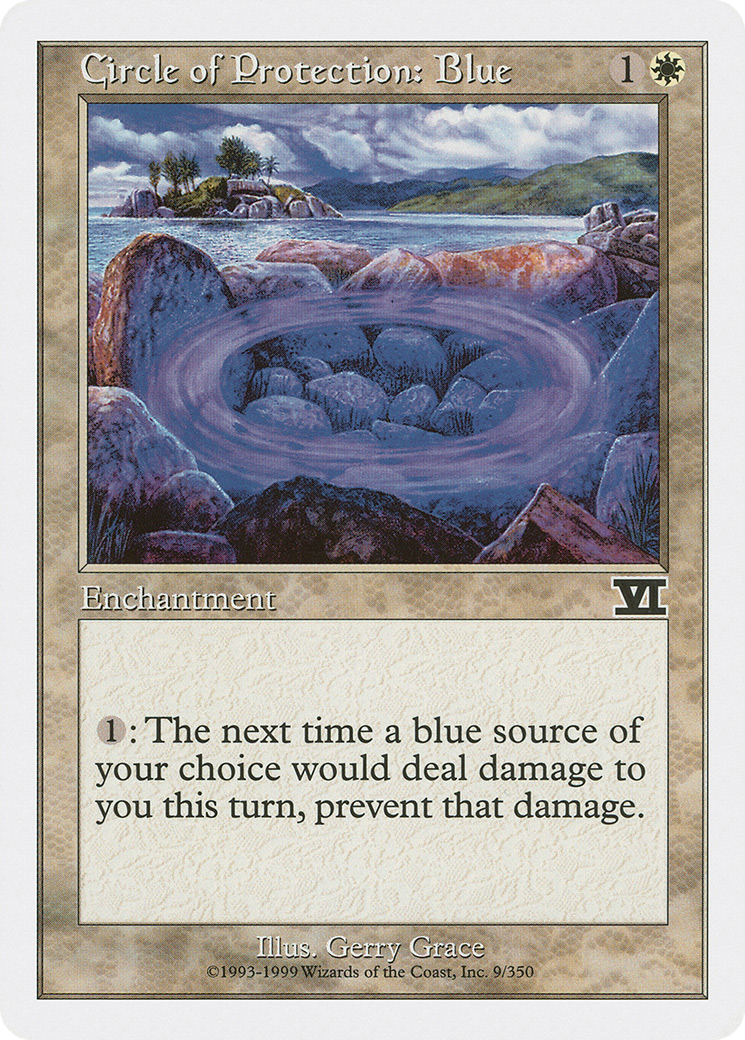 Circle of Protection: Blue 1
Enchantment VI
1: The next time a blue source of
your choice would deal damage to
you this turn, prevent that damage.
Illus. Gerry Grace
©1993-1999 Wizards of the Coast, Inc. 9/350